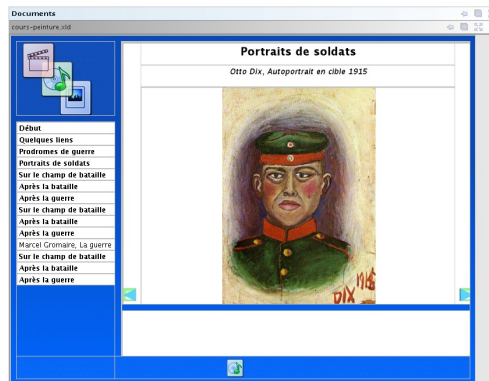 Documents
cours-peinture.xld
Portraits de soldats
Otto Dix, Autoportrait en cible 1915
Début
Quelques liens
Prodromes de guerre
Portraits de soldats
Sur le champ de bataille
Après la bataille
Après la guerre
Sur le champ de bataille
Après la bataille
Après la guerre
Marcel Gromaire, La guerre
Sur le champ de bataille
Après la bataille
Après la guerre
DIX